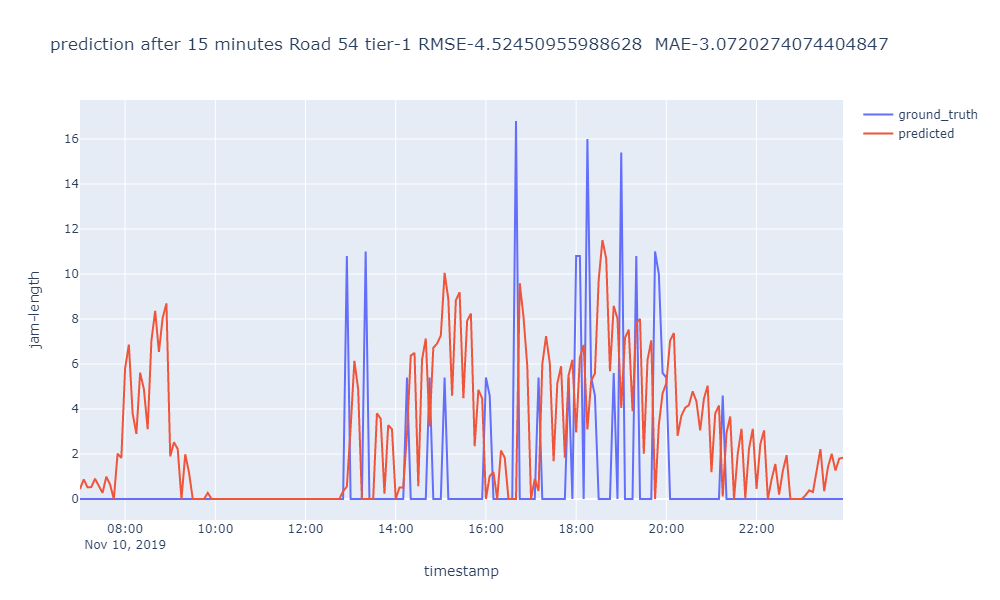 prediction after 15 minutes Road 54 tier-1 RMSE-4.52450955988628  MAE-3.0720274074404847
ground_truth
predicted
16
14
12
10
8
6
4
2
0
jam-length
08:00 10:00 12:00 14:00 16:00 18:00 20:00 22:00
Nov 10, 2019
timestamp